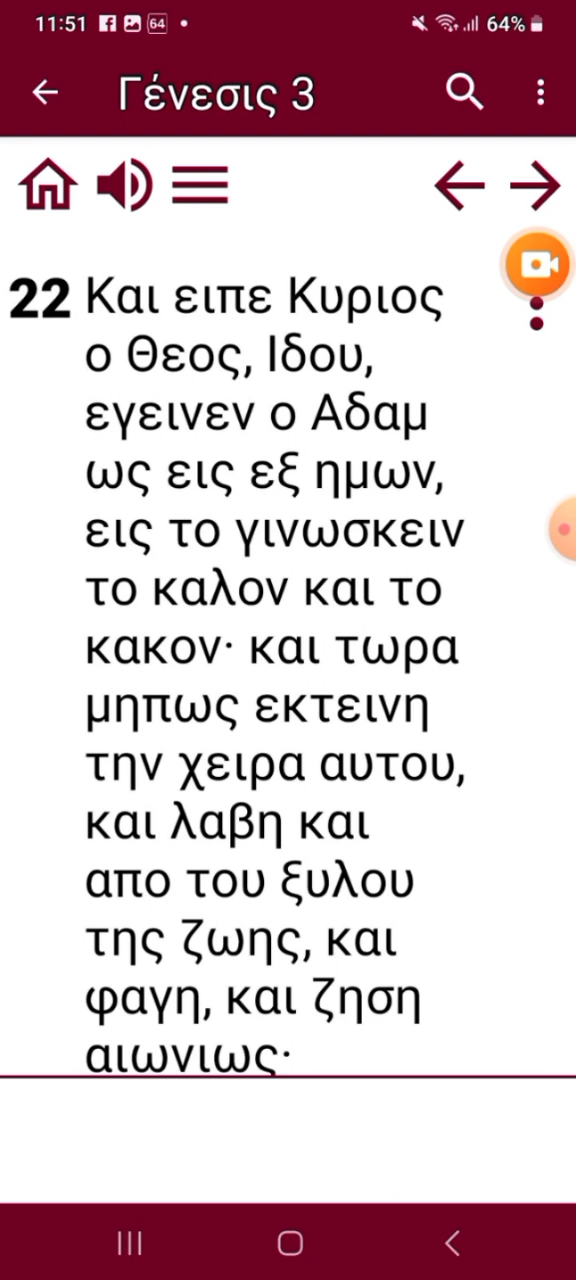 11:51 64 64%
Γένεσις 3
22 Και ειπε Κυριος
ο Θεος, Ιδου,
εγεινεν ο Αδαμ
ως εις εξ ημων,
εις το γινωσκειν
το καλον και το
κακον· και τωρα
μηπως εκτεινη
την χειρα αυτου,
και λαβη και
απο του ξυλου
της ζωης, και
φαγη, και ζηση
αιωνιως·